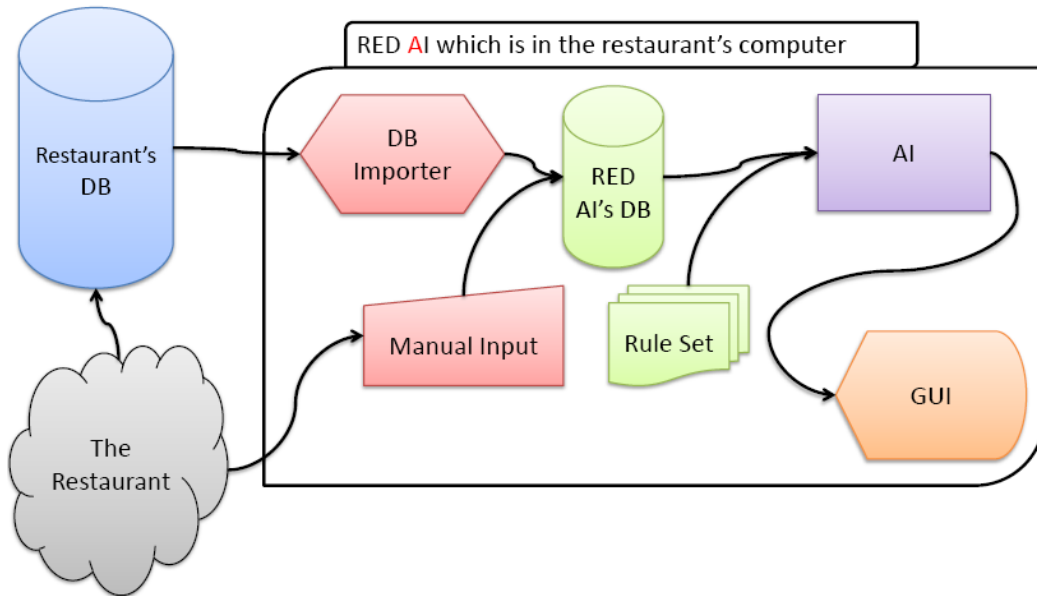 RED AI which is in the restaurant's computer
Restaurant's
DB
DB
Importer
RED
AI's DB
AI
Manual Input
Rule Set
GUI
The
Restaurant